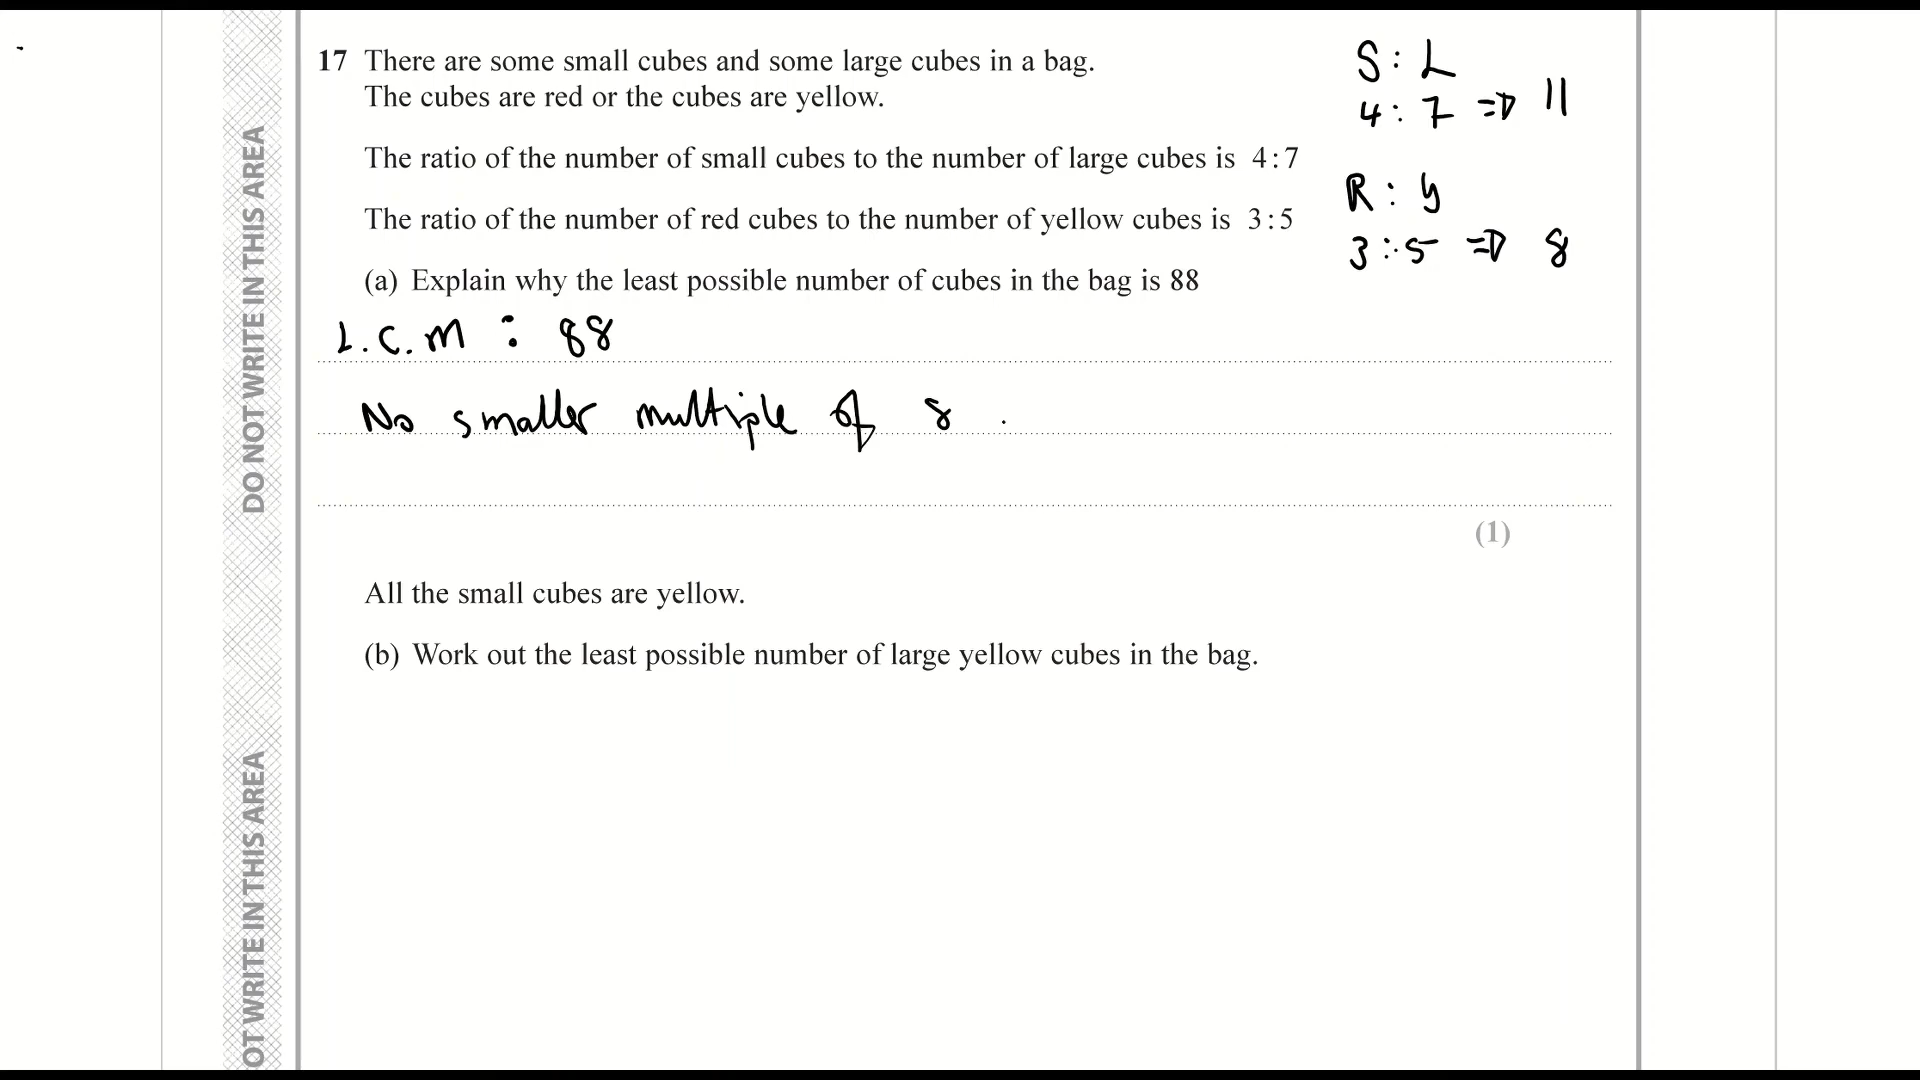 17 There are some small cubes and some large cubes in a bag.
The cubes are red or the cubes are yellow.
The ratio of the number of small cubes to the number of large cubes is 4:7
The ratio of the number of red cubes to the number of yellow cubes is 3:5
(a) Explain why the least possible number of cubes in the bag is 88
S : L
4 : 7 => 11
R : y
3 : 5 => 8
L.C.M : 88
No smaller multiple of 8 .
(1)
All the small cubes are yellow.
(b) Work out the least possible number of large yellow cubes in the bag.
DO NOT WRITE IN THIS AREA
OT WRITE IN THIS AREA